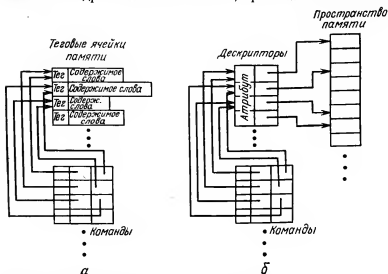 Пространство
памяти
Теговые ячейки
памяти
Дескрипторы
Тег Содержимое
слова
Тег Содержимое слова
Тег Содерж.
слова
Тег Содержимое
слова
Атрибут
Команды
Команды
а
б